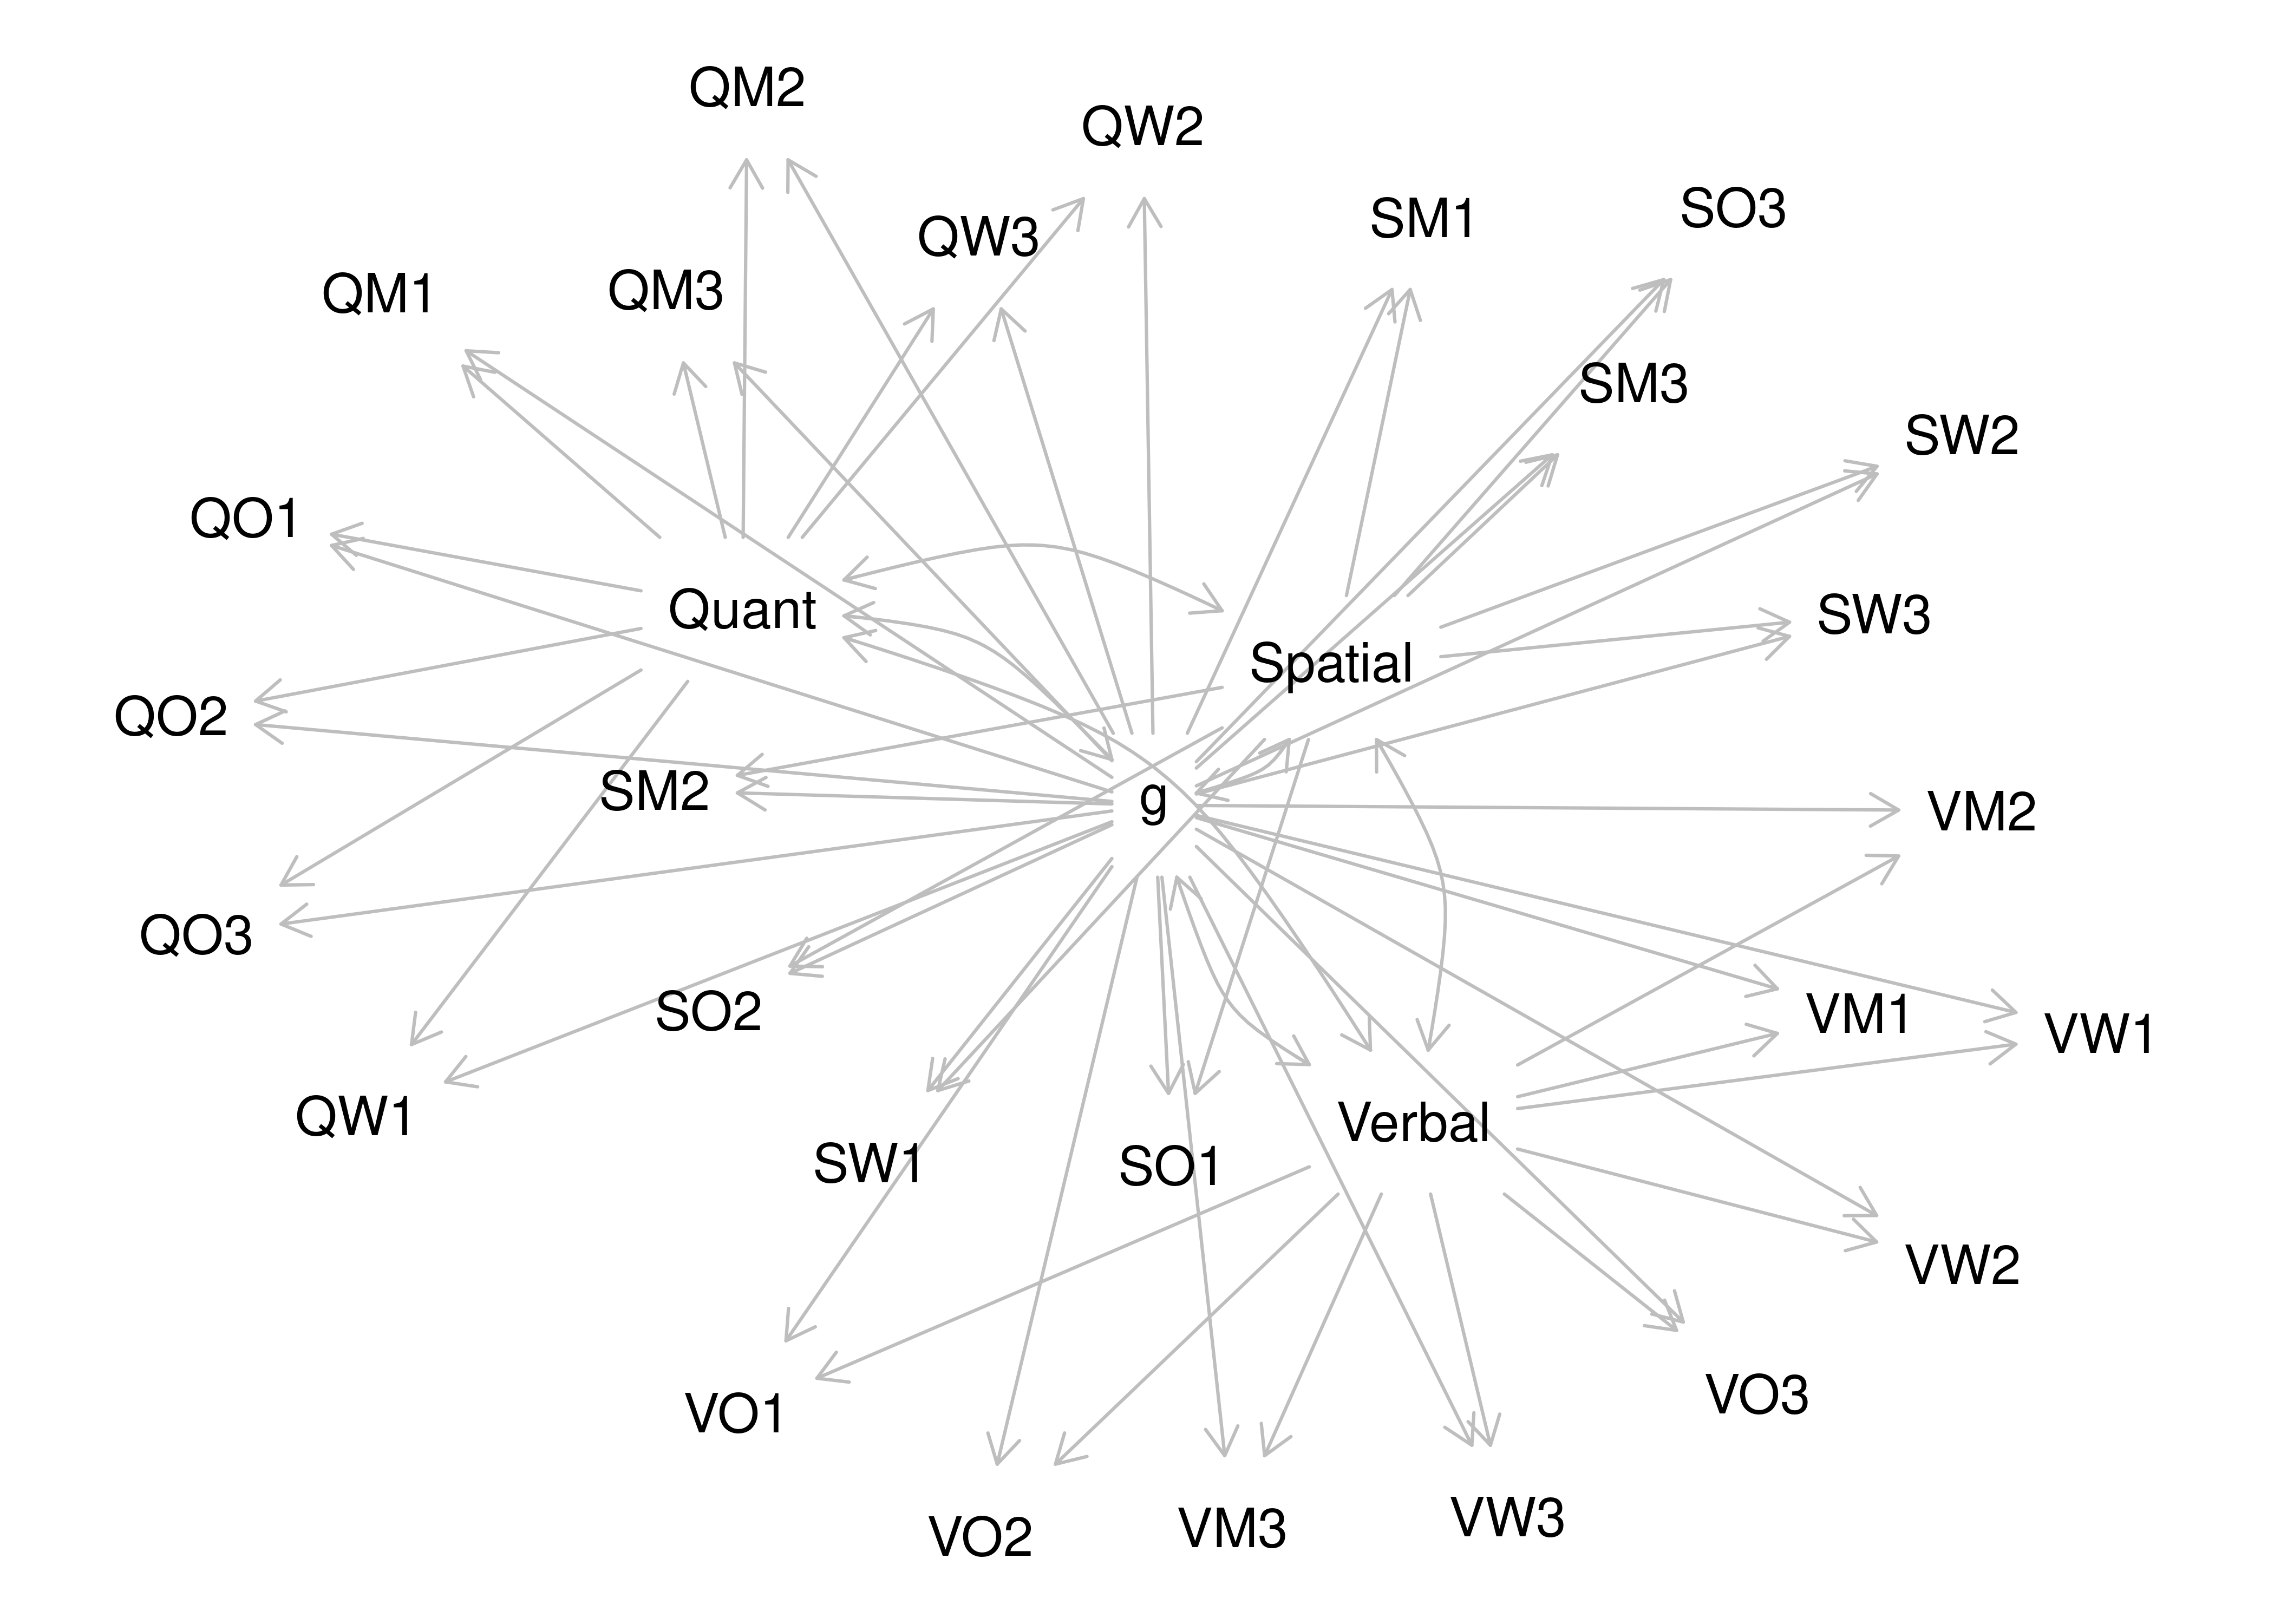 QM2
QW2
SO3
SM1
QW3
QM3
QM1
SM3
SW2
QO1
Quant
SW3
Spatial
QO2
SM2
g
VM2
QO3
SO2
VM1
VW1
QW1
Verbal
SW1
SO1
VW2
VO3
VO1
VW3
VM3
VO2